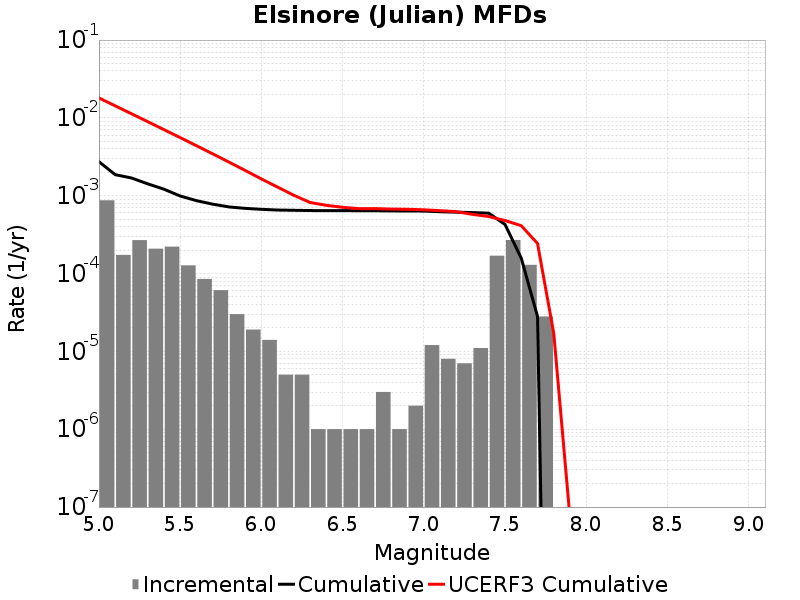 Elsinore (Julian) MFDs
10-1
10-2
10-3
10-4
10-5
10-6
10-7
Rate (1/yr)
5.0 5.5 6.0 6.5 7.0 7.5 8.0 8.5 9.0
Magnitude
Incremental Cumulative UCERF3 Cumulative